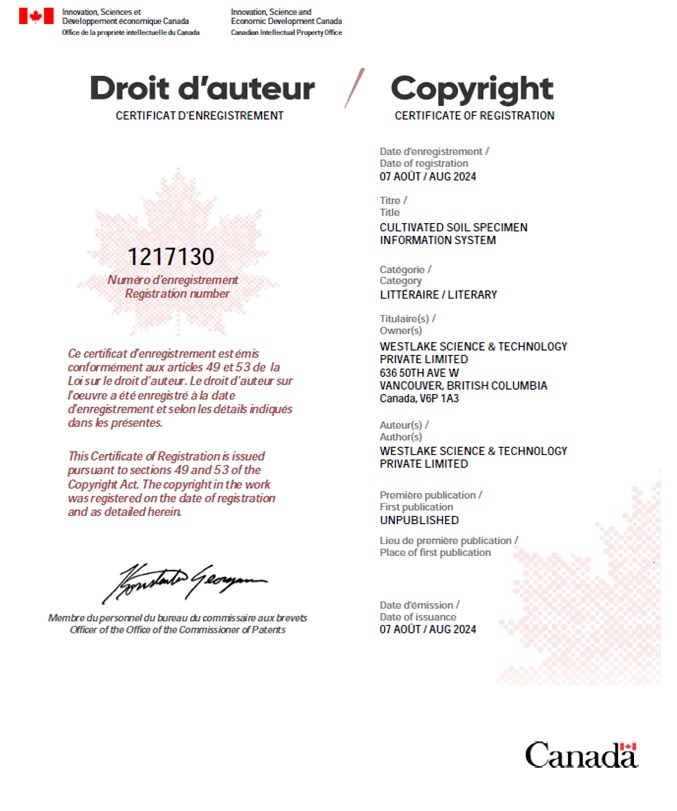 Innovation, Sciences et
Développement économique Canada
Office de la propriété intellectuelle du Canada
Innovation, Science and
Economic Development Canada
Canadian Intellectual Property Office
Droit d'auteur / Copyright
CERTIFICAT D'ENREGISTREMENT
CERTIFICATE OF REGISTRATION
1217130
Numéro d'enregistrement
Registration number
Ce certificat d'enregistrement est émis
conformément aux articles 49 et 53 de la
Loi sur le droit d'auteur. Le droit d'auteur sur
l'oeuvre a été enregistré à la date
d'enregistrement et selon les détails indiqués
dans les présentes.
This Certificate of Registration is issued
pursuant to sections 49 and 53 of the
Copyright Act. The copyright in the work
was registered on the date of registration
and as detailed herein.
Membre du personnel du bureau du commissaire aux brevets
Officer of the Office of the Commissioner of Patents
Date d'enregistrement /
Date of registration
07 AOÛT / AUG 2024
Titre /
Title
CULTIVATED SOIL SPECIMEN
INFORMATION SYSTEM
Catégorie /
Category
LITTÉRAIRE / LITERARY
Titulaire(s) /
Owner(s)
WESTLAKE SCIENCE & TECHNOLOGY
PRIVATE LIMITED
636 50TH AVE W
VANCOUVER, BRITISH COLUMBIA
Canada, V6P 1A3
Auteur(s) /
Author(s)
WESTLAKE SCIENCE & TECHNOLOGY
PRIVATE LIMITED
Première publication /
First publication
UNPUBLISHED
Lieu de première publication /
Place of first publication
Date d'émission /
Date of issuance
07 AOÛT / AUG 2024
Canada